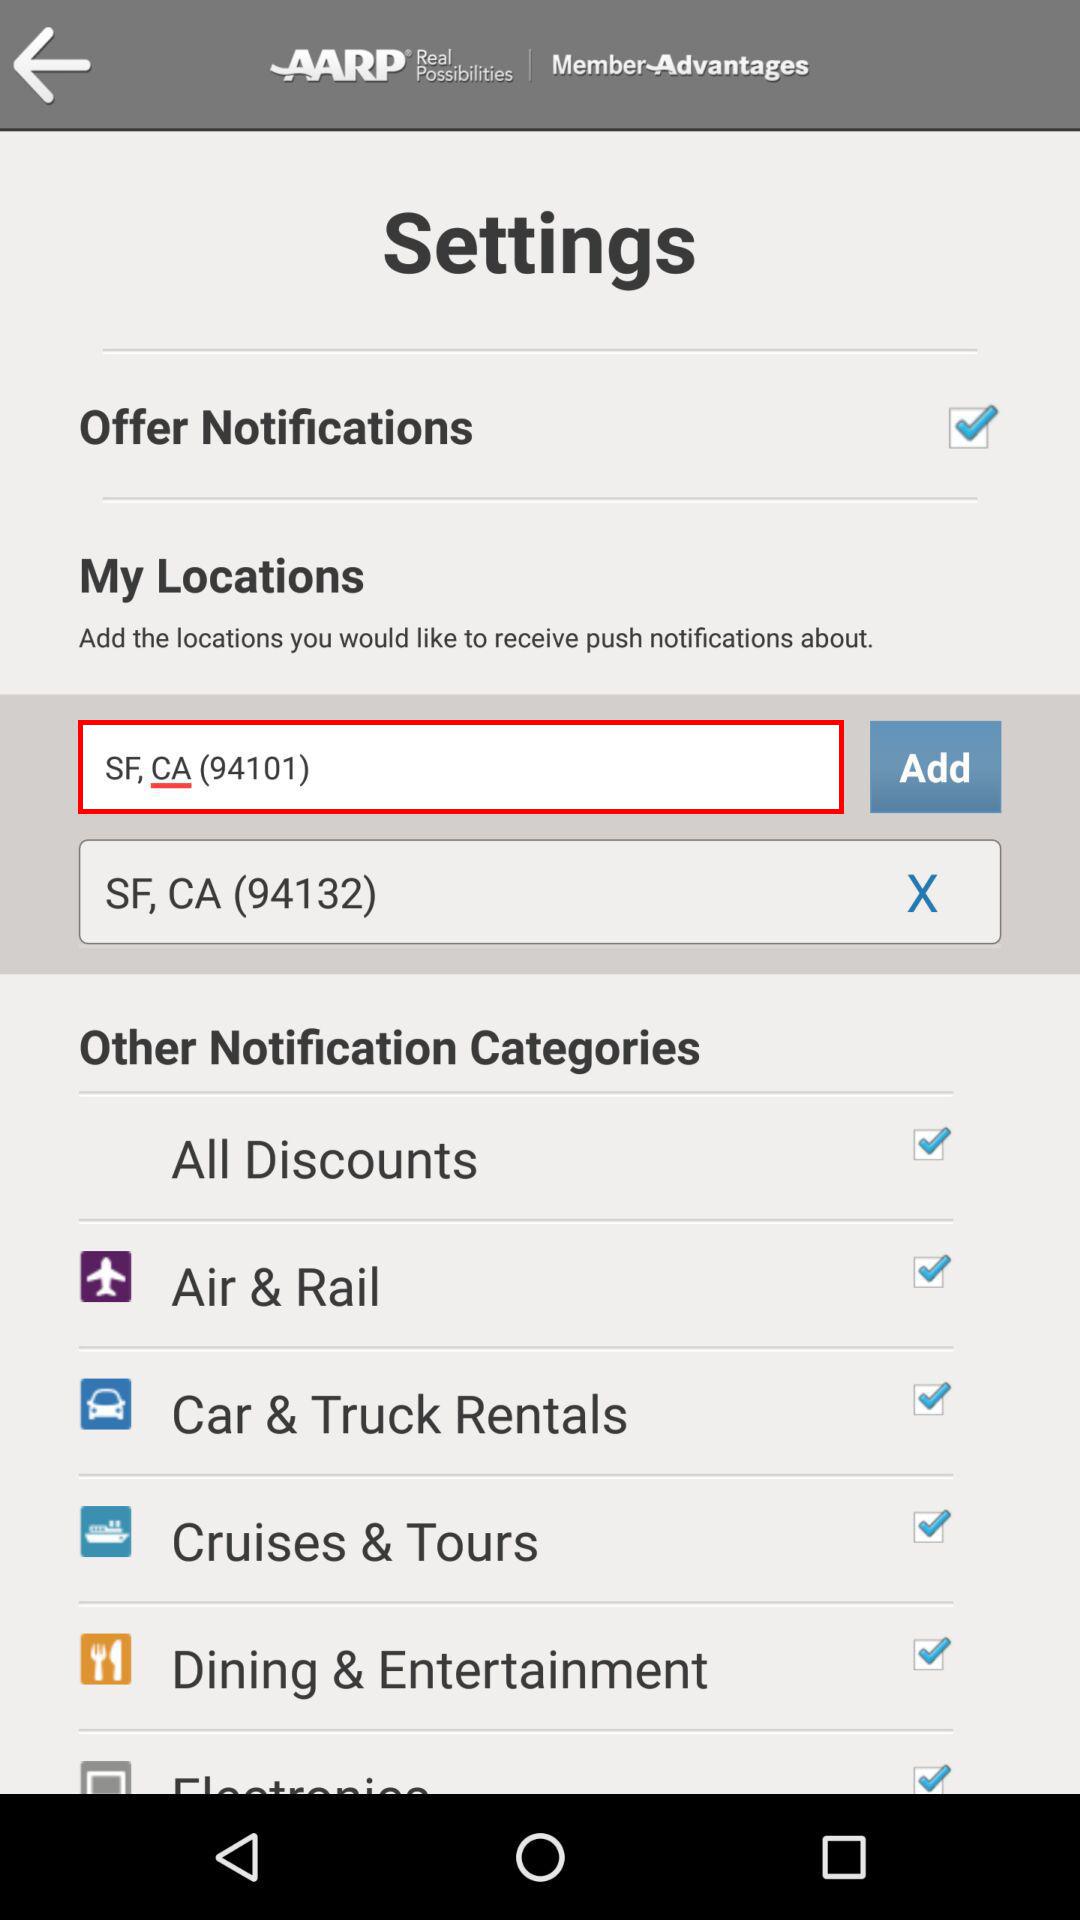 AARP® Real Possibilities | Member Advantages
Settings
Offer Notifications
My Locations
Add the locations you would like to receive push notifications about.
SF, CA (94101)
Add
SF, CA (94132)
X
Other Notification Categories
All Discounts
Air & Rail
Car & Truck Rentals
Cruises & Tours
Dining & Entertainment
Electronics